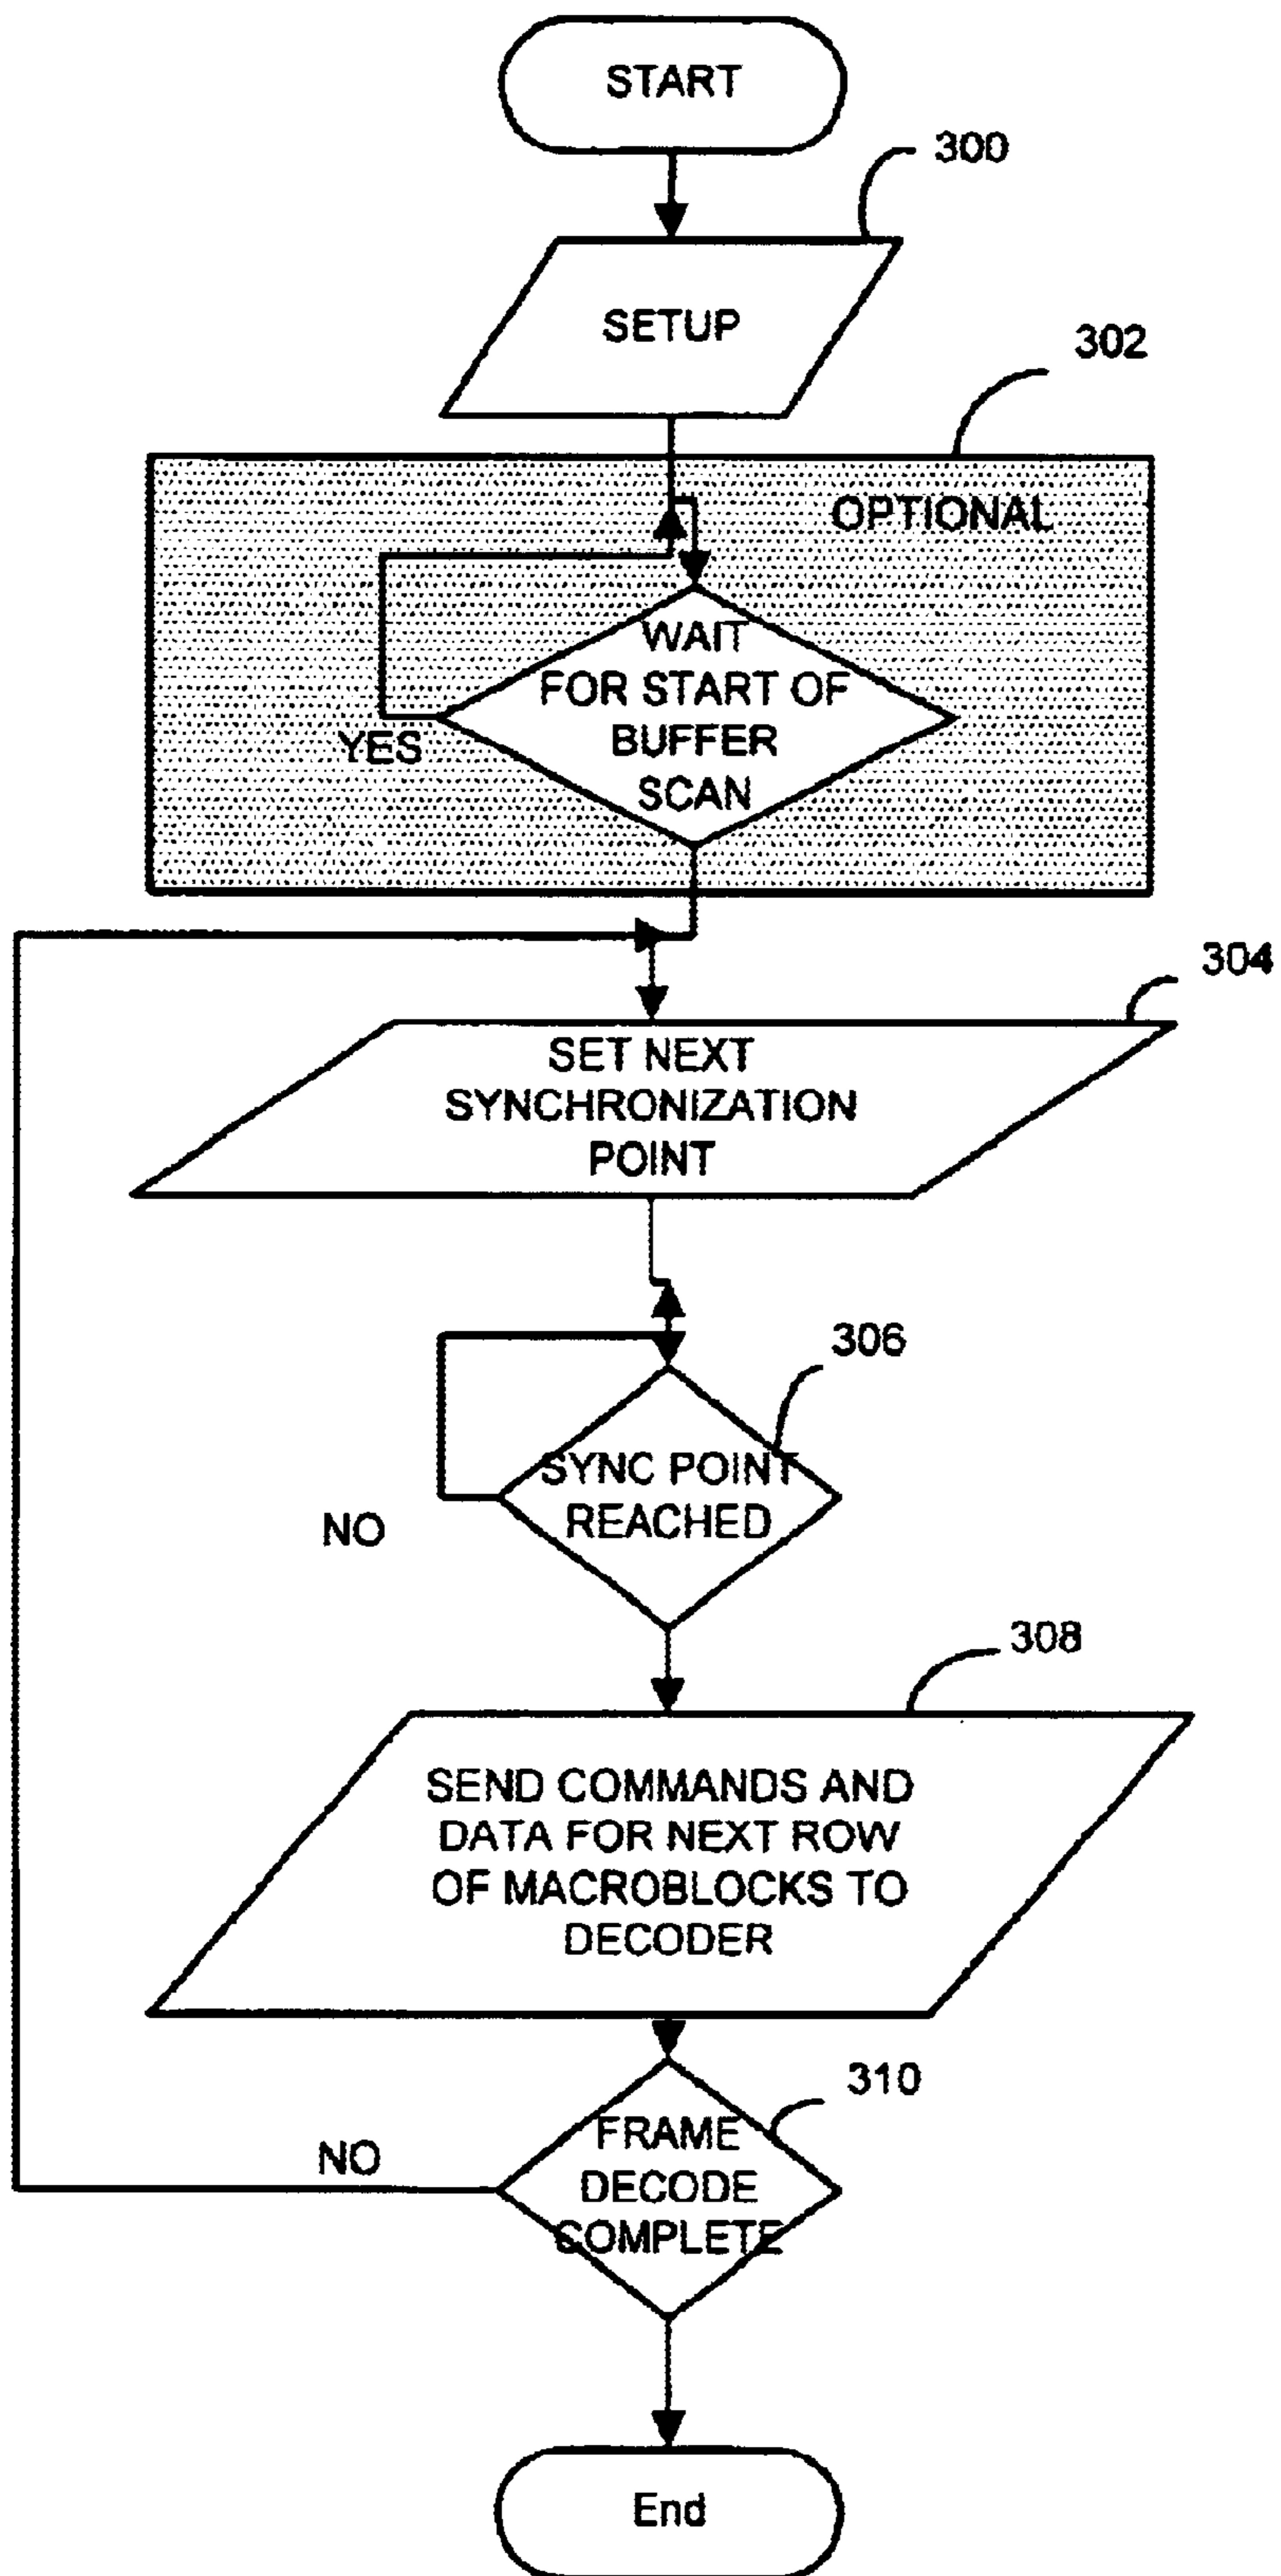 START
300
SETUP
302
OPTIONAL
WAIT
FOR START OF
BUFFER
SCAN
YES
304
SET NEXT
SYNCHRONIZATION
POINT
306
SYNC POINT
REACHED
NO
308
SEND COMMANDS AND
DATA FOR NEXT ROW
OF MACROBLOCKS TO
DECODER
310
FRAME
DECODE
COMPLETE
NO
End